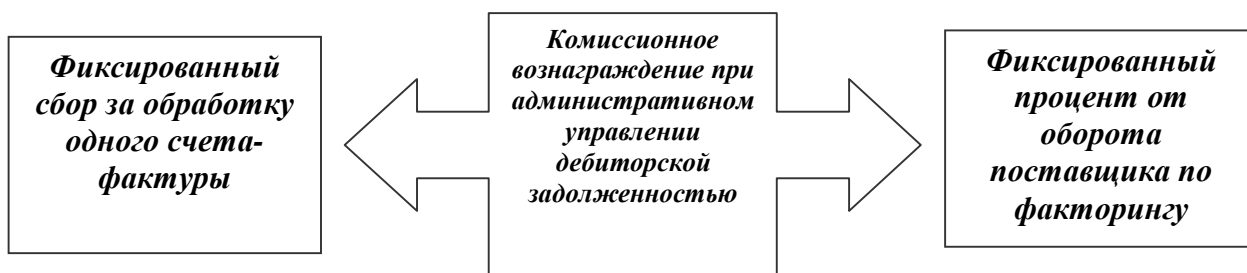 Фиксированный
сбор за обработку
одного счета-
фактуры
Комиссионное
вознаграждение при
административном
управлении
дебиторской
задолженностью
Фиксированный
процент от
оборота
поставщика по
факторингу